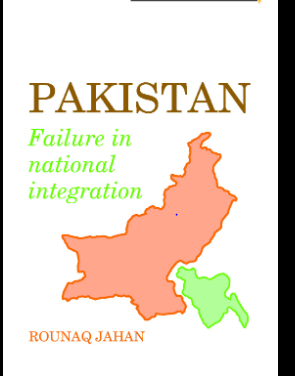 PAKISTAN
Failure in
national
integration
ROUNAQ JAHAN